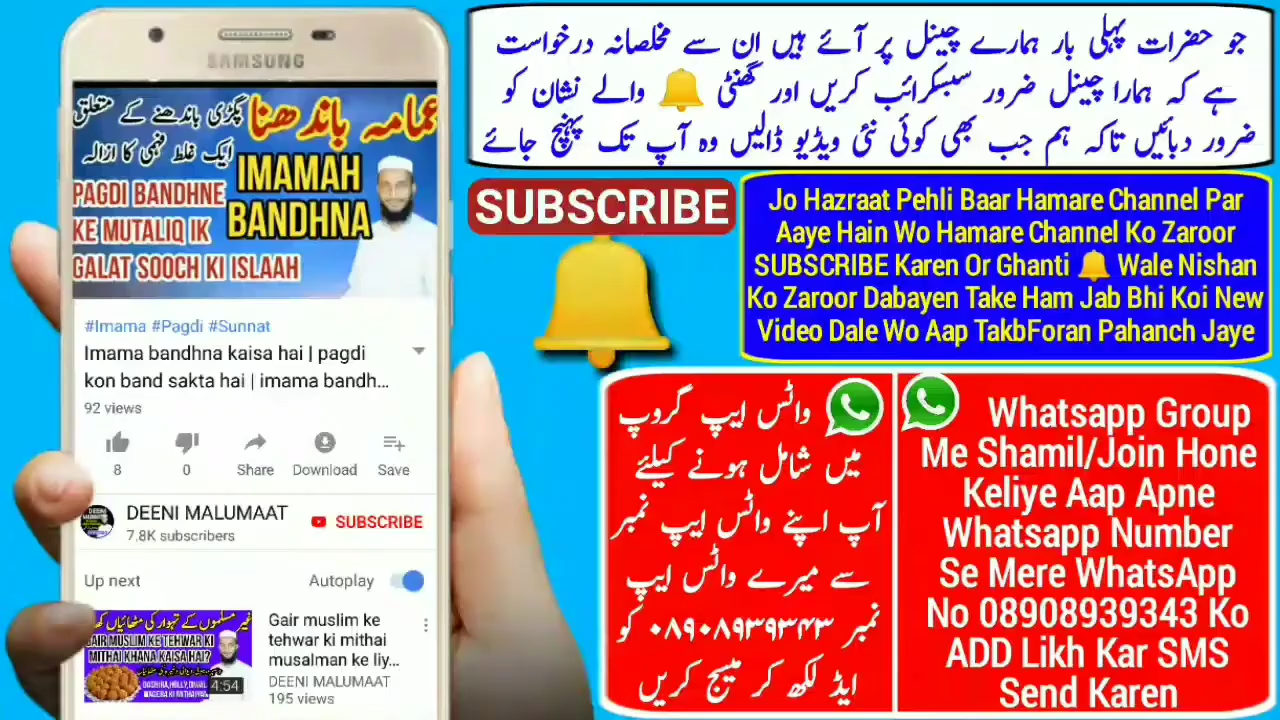 SAMSUNG
عمامہ باندھنا پگڑی باندھنے کے متعلق
ایک غلط فہمی کا ازالہ
IMAMAH
BANDHNA
PAGDI BANDHNE
KE MUTALIQ IK
GALAT SOOCH KI ISLAAH
#Imama #Pagdi #Sunnat
Imama bandhna kaisa hai | pagdi
kon band sakta hai | imama bandh...
92 views
8
0
Share
Download
Save
DEENI MALUMAAT
7.8K subscribers
SUBSCRIBE
Up next
Autoplay
غیر مسلموں کے تہوار کی مٹھائیاں
GAIR MUSLIM KE TEHWAR KI
MITHAI KHANA KAISA HAI?
4:54
Gair muslim ke
tehwar ki mithai
musalman ke liy...
DEENI MALUMAAT
195 views
جو حضرات پہلی بار ہمارے چینل پر آئے ہیں ان سے مخلصانہ درخواست
ہے کہ ہمارا چینل ضرور سبسکرائب کریں اور گھنٹی 🔔 والے نشان کو
ضرور دبائیں تاکہ ہم جب بھی کوئی نئی ویڈیو ڈالیں وہ آپ تک پہنچ جائے
SUBSCRIBE
Jo Hazraat Pehli Baar Hamare Channel Par
Aaye Hain Wo Hamare Channel Ko Zaroor
SUBSCRIBE Karen Or Ghanti 🔔 Wale Nishan
Ko Zaroor Dabayen Take Ham Jab Bhi Koi New
Video Dale Wo Aap TakbForan Pahanch Jaye
واٹس ایپ گروپ
میں شامل ہونے کیلئے
آپ اپنے واٹس ایپ نمبر
سے میرے واٹس ایپ
نمبر ۰۸۹۰۸۹۳۹۳۴۳ کو
ایڈ لکھ کر میسج کریں
Whatsapp Group
Me Shamil/Join Hone
Keliye Aap Apne
Whatsapp Number
Se Mere WhatsApp
No 08908939343 Ko
ADD Likh Kar SMS
Send Karen